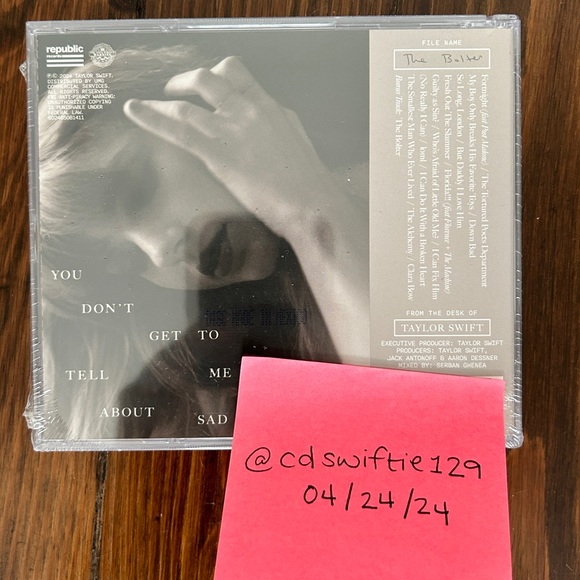 republic
records
℗ © 2024 TAYLOR SWIFT.
DISTRIBUTED BY UMG
COMMERCIAL SERVICES.
ALL RIGHTS RESERVED.
FBI ANTI-PIRACY WARNING:
UNAUTHORIZED COPYING
IS PUNISHABLE UNDER
FEDERAL LAW.
002458081411
FILE NAME
The Bolter
Fortnight (feat. Post Malone) / The Tortured Poets Department
My Boy Only Breaks His Favorite Toys / Down Bad
So Long, London / But Daddy I Love Him
Fresh Out The Slammer / Florida!!! (feat. Florence + The Machine)
Guilty as Sin? / Who's Afraid of Little Old Me? / I Can Fix Him
(No Really I Can) / loml / I Can Do It With a Broken Heart
The Smallest Man Who Ever Lived / The Alchemy / Clara Bow
Bonus Track: The Bolter
FROM THE DESK OF
TAYLOR SWIFT
EXECUTIVE PRODUCER: TAYLOR SWIFT
PRODUCERS: TAYLOR SWIFT,
JACK ANTONOFF & AARON DESSNER
MIXED BY: SERBAN GHENEA
YOU
DON'T
GET TO
TELL ME
ABOUT SAD
@cdswiftie129
04/24/24